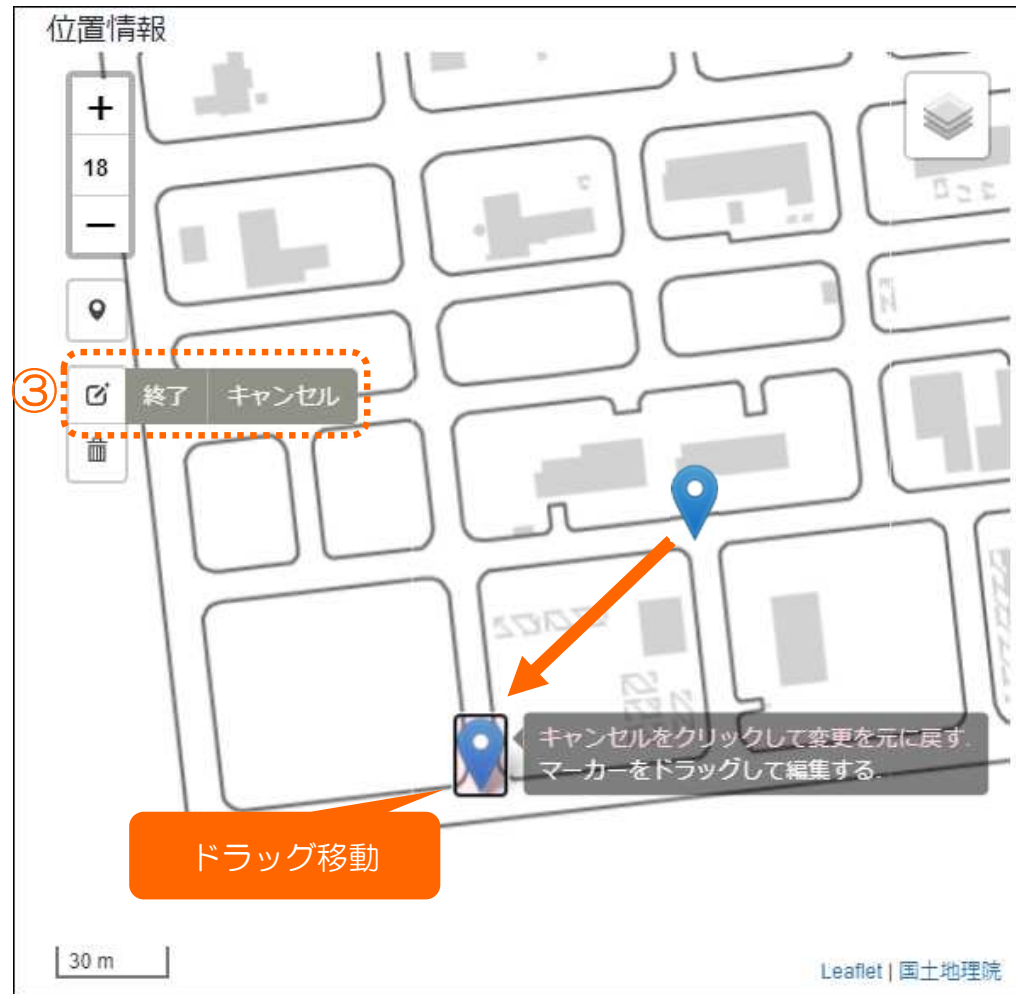 位置情報
+
18
−
③
終了 キャンセル
キャンセルをクリックして変更を元に戻す.
マーカーをドラッグして編集する.
ドラッグ移動
30 m
Leaflet | 国土地理院